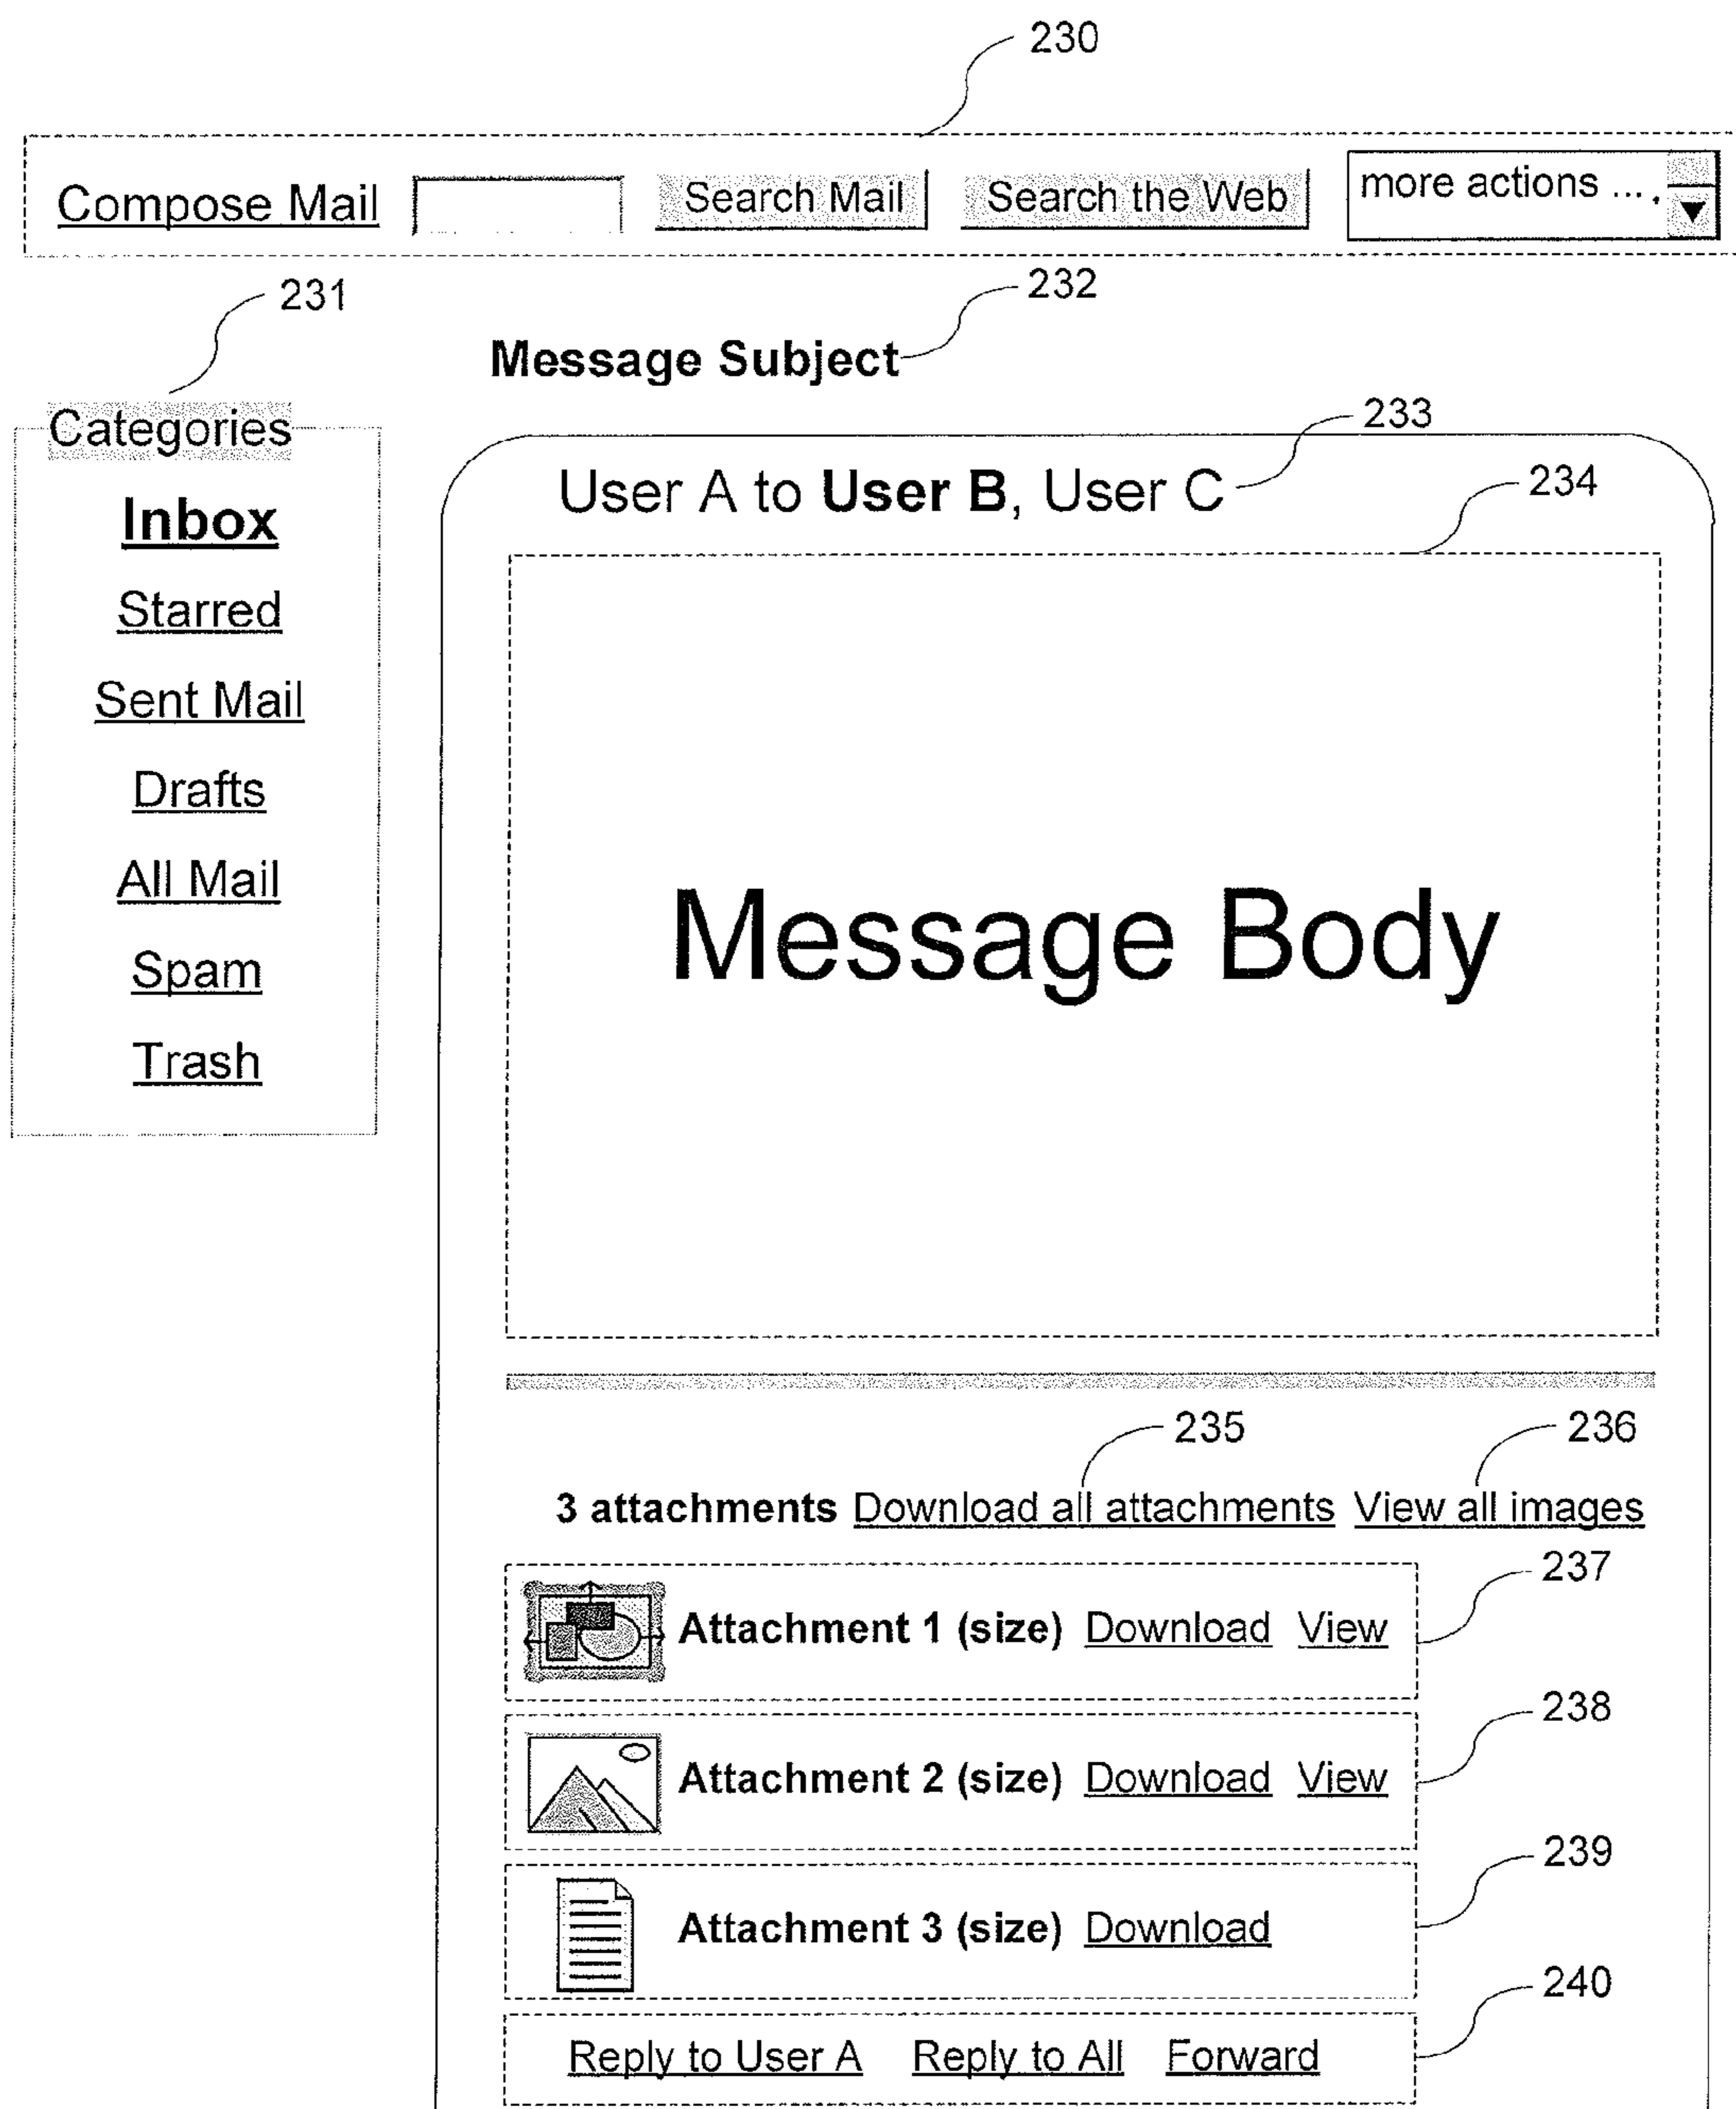 230
Compose Mail Search Mail Search the Web more actions ...
231
232
Message Subject
Categories
233
User A to User B, User C
234
Inbox
Starred
Sent Mail
Drafts
All Mail
Spam
Trash
Message Body
235
236
3 attachments Download all attachments View all images
237
Attachment 1 (size) Download View
238
Attachment 2 (size) Download View
239
Attachment 3 (size) Download
240
Reply to User A Reply to All Forward